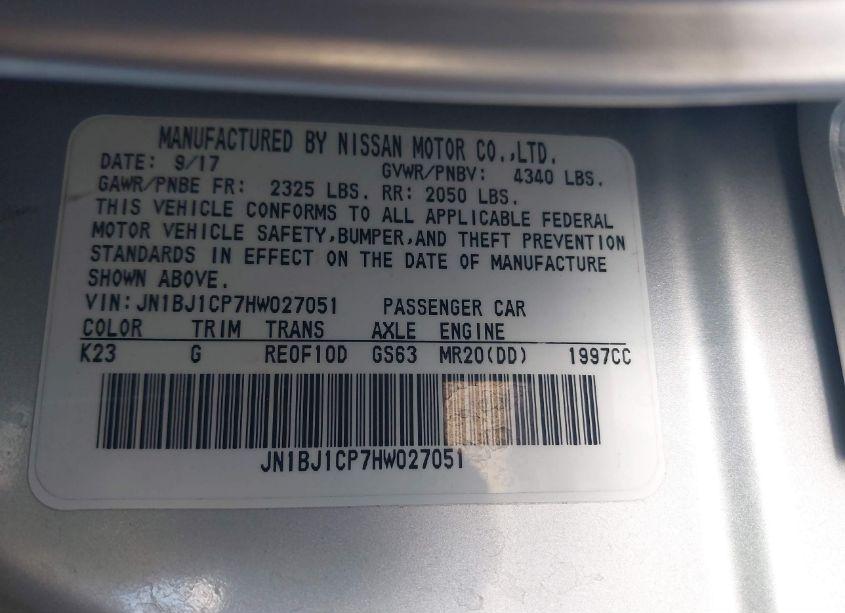 MANUFACTURED BY NISSAN MOTOR CO.,LTD.
DATE: 9/17 GVWR/PNBV: 4340 LBS.
GAWR/PNBE FR: 2325 LBS. RR: 2050 LBS.
THIS VEHICLE CONFORMS TO ALL APPLICABLE FEDERAL
MOTOR VEHICLE SAFETY,BUMPER,AND THEFT PREVENTION
STANDARDS IN EFFECT ON THE DATE OF MANUFACTURE
SHOWN ABOVE.
VIN:JN1BJ1CP7HW027051 PASSENGER CAR
COLOR TRIM TRANS AXLE ENGINE
K23 G RE0F10D GS63 MR20(DD) 1997CC
JN1BJ1CP7HW027051